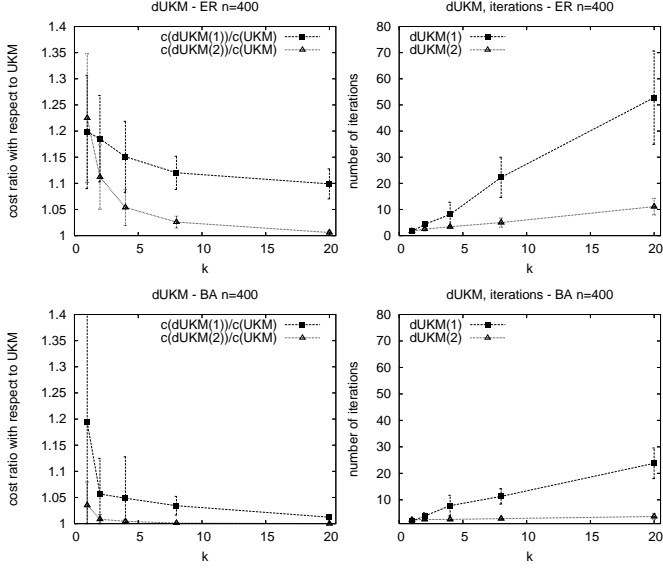 dUKM - ER n=400
cost ratio with respect to UKM
1.4
1.35
1.3
1.25
1.2
1.15
1.1
1.05
1
c(dUKM(1))/c(UKM)
c(dUKM(2))/c(UKM)
0 5 10 15 20
k
dUKM, iterations - ER n=400
number of iterations
80
70
60
50
40
30
20
10
0
dUKM(1)
dUKM(2)
0 5 10 15 20
k
dUKM - BA n=400
cost ratio with respect to UKM
1.4
1.35
1.3
1.25
1.2
1.15
1.1
1.05
1
c(dUKM(1))/c(UKM)
c(dUKM(2))/c(UKM)
0 5 10 15 20
k
dUKM, iterations - BA n=400
number of iterations
80
70
60
50
40
30
20
10
dUKM(1)
dUKM(2)
0 5 10 15 20
k